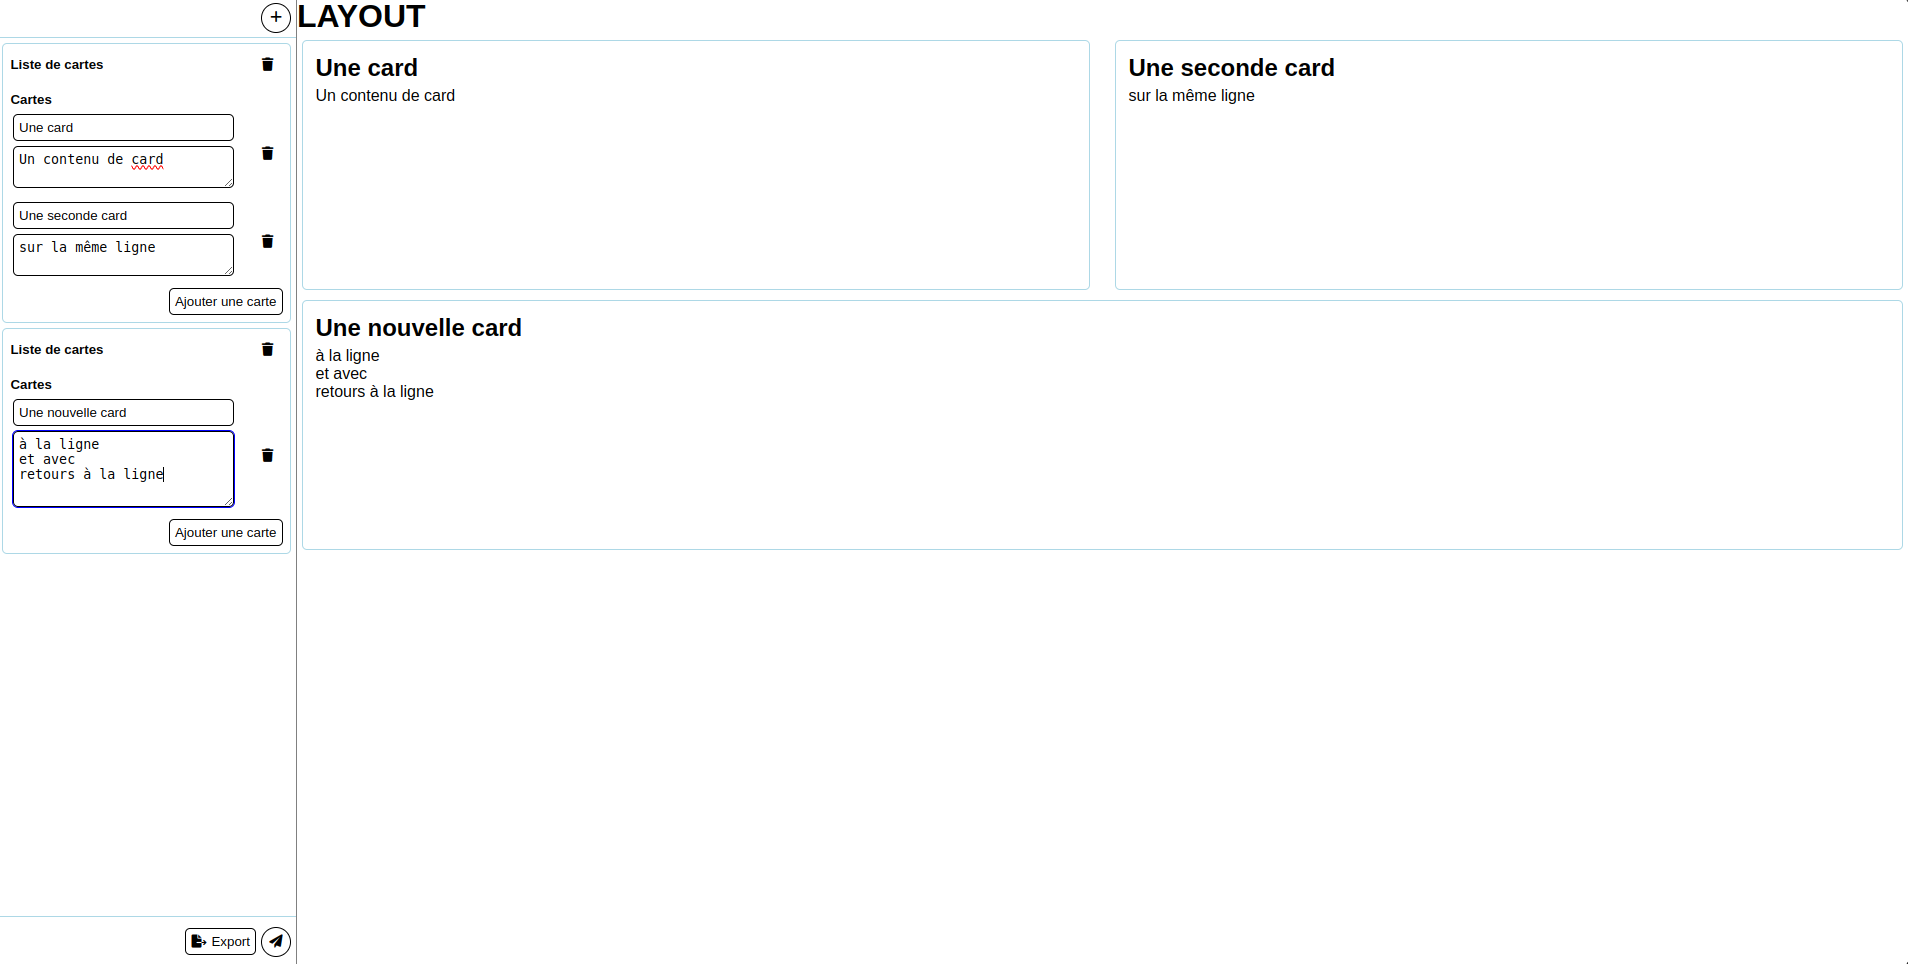 +
Liste de cartes
Cartes
Une card
Un contenu de card
Une seconde card
sur la même ligne
Ajouter une carte
Liste de cartes
Cartes
Une nouvelle card
à la ligne
et avec
retours à la ligne
Ajouter une carte
Export
LAYOUT
Une card
Un contenu de card
Une seconde card
sur la même ligne
Une nouvelle card
à la ligne
et avec
retours à la ligne